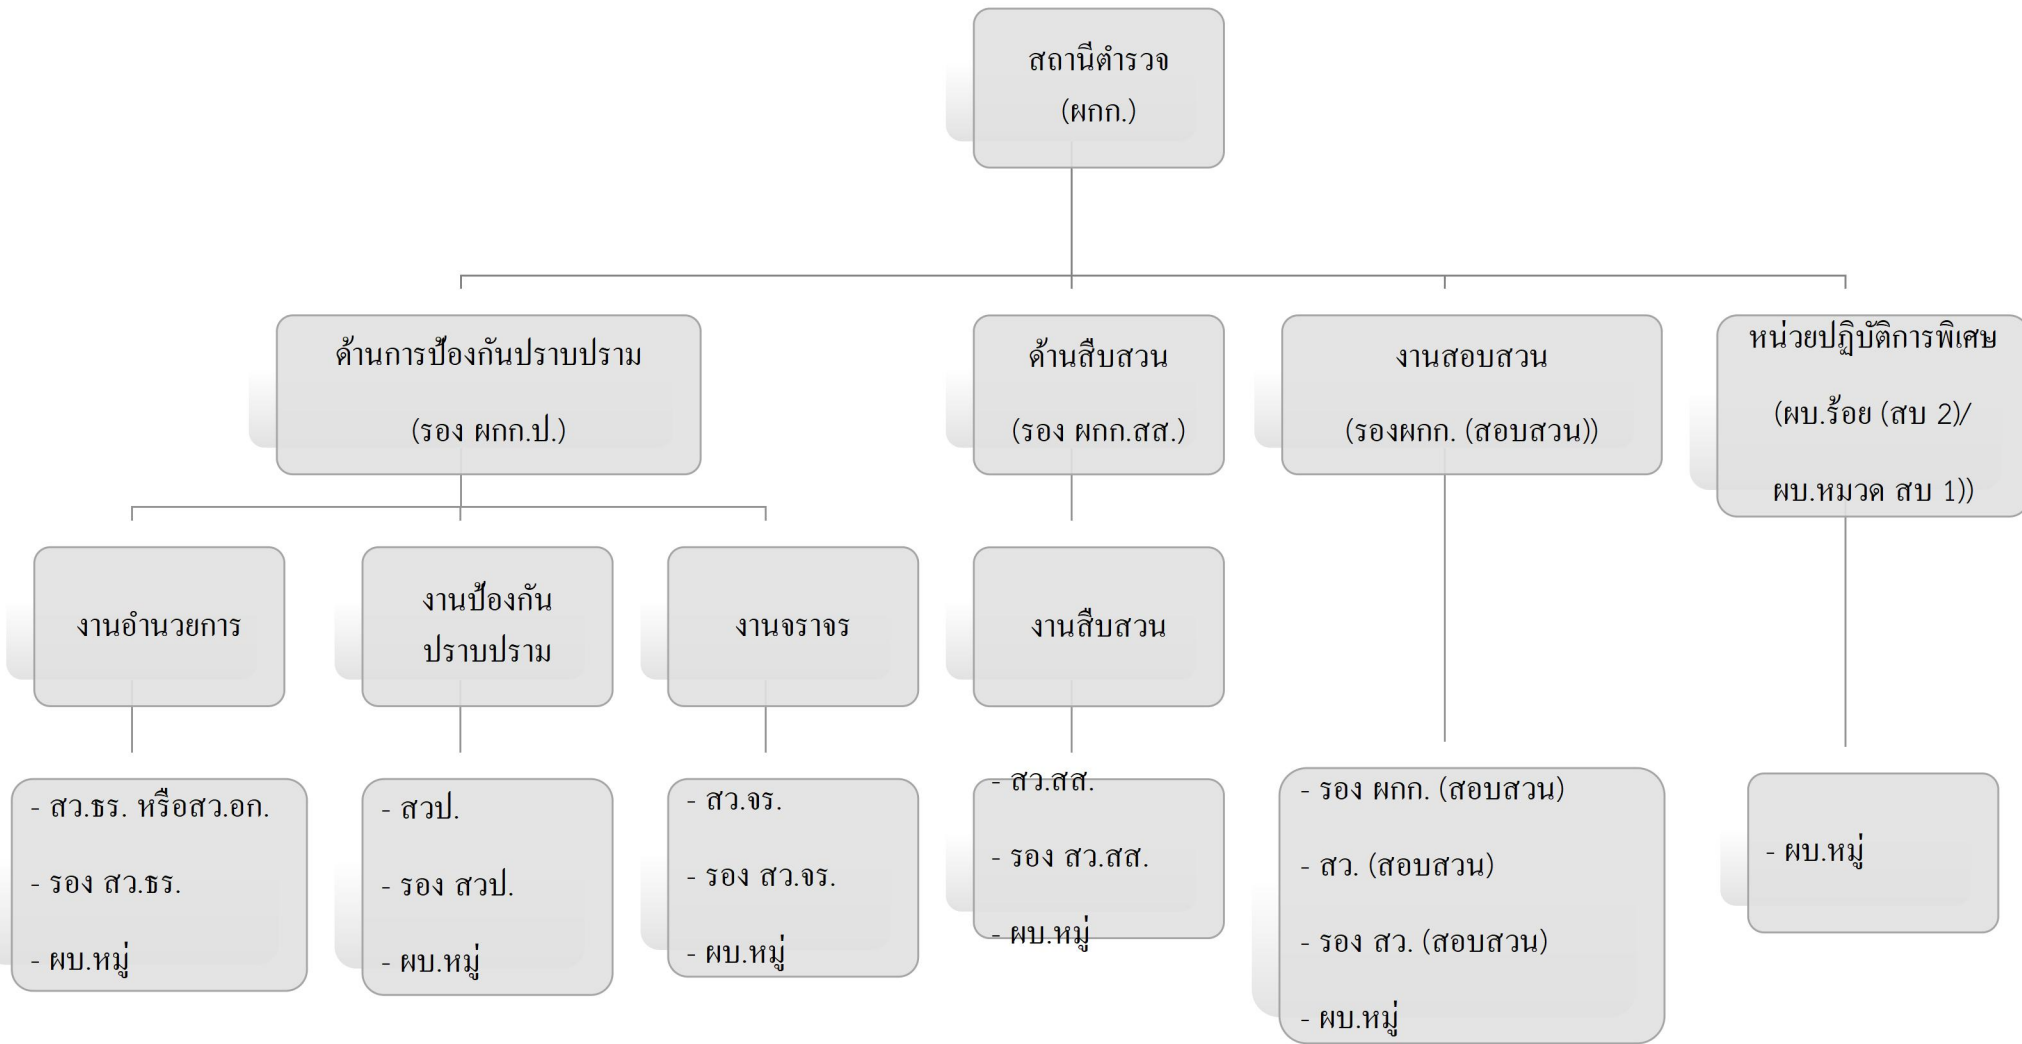 สถานีตำรวจ
(ผกก.)
ด้านการป้องกันปราบปราม
(รอง ผกก.ป.)
ด้านสืบสวน
(รอง ผกก.สส.)
งานสอบสวน
(รองผกก. (สอบสวน))
หน่วยปฏิบัติการพิเศษ
(ผบ.ร้อย (สบ 2)/
ผบ.หมวด สบ 1))
งานอำนวยการ
งานป้องกัน
ปราบปราม
งานจราจร
งานสืบสวน
- สว.ธร. หรือสว.อก.
- รอง สว.ธร.
- ผบ.หมู่
- สวป.
- รอง สวป.
- ผบ.หมู่
- สว.จร.
- รอง สว.จร.
- ผบ.หมู่
- สว.สส.
- รอง สว.สส.
- ผบ.หมู่
- รอง ผกก. (สอบสวน)
- สว. (สอบสวน)
- รอง สว. (สอบสวน)
- ผบ.หมู่
- ผบ.หมู่